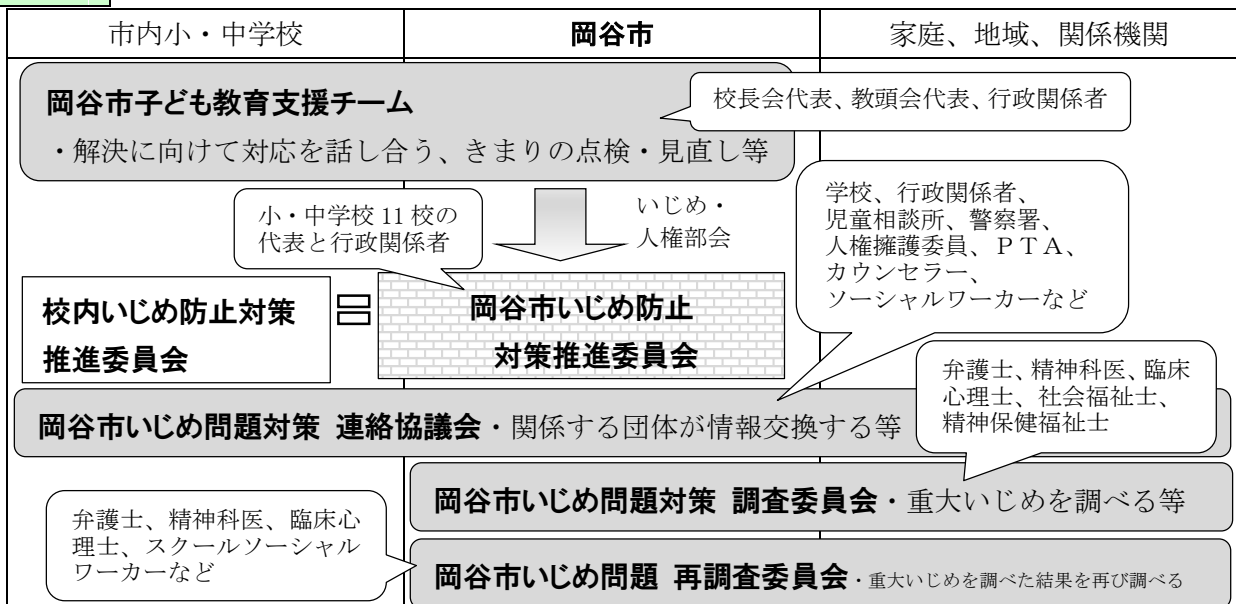 市内小・中学校
岡谷市
家庭、地域、関係機関
岡谷市子ども教育支援チーム
・解決に向けて対応を話し合う、きまりの点検・見直し等
校長会代表、教頭会代表、行政関係者
小・中学校 11 校の
代表と行政関係者
いじめ・
人権部会
学校、行政関係者、
児童相談所、警察署、
人権擁護委員、ＰＴＡ、
カウンセラー、
ソーシャルワーカーなど
校内いじめ防止対策
推進委員会
岡谷市いじめ防止
対策推進委員会
弁護士、精神科医、臨床
心理士、社会福祉士、
精神保健福祉士
岡谷市いじめ問題対策 連絡協議会・関係する団体が情報交換する等
岡谷市いじめ問題対策 調査委員会・重大いじめを調べる等
弁護士、精神科医、臨床心
理士、スクールソーシャル
ワーカーなど
岡谷市いじめ問題 再調査委員会・重大いじめを調べた結果を再び調べる